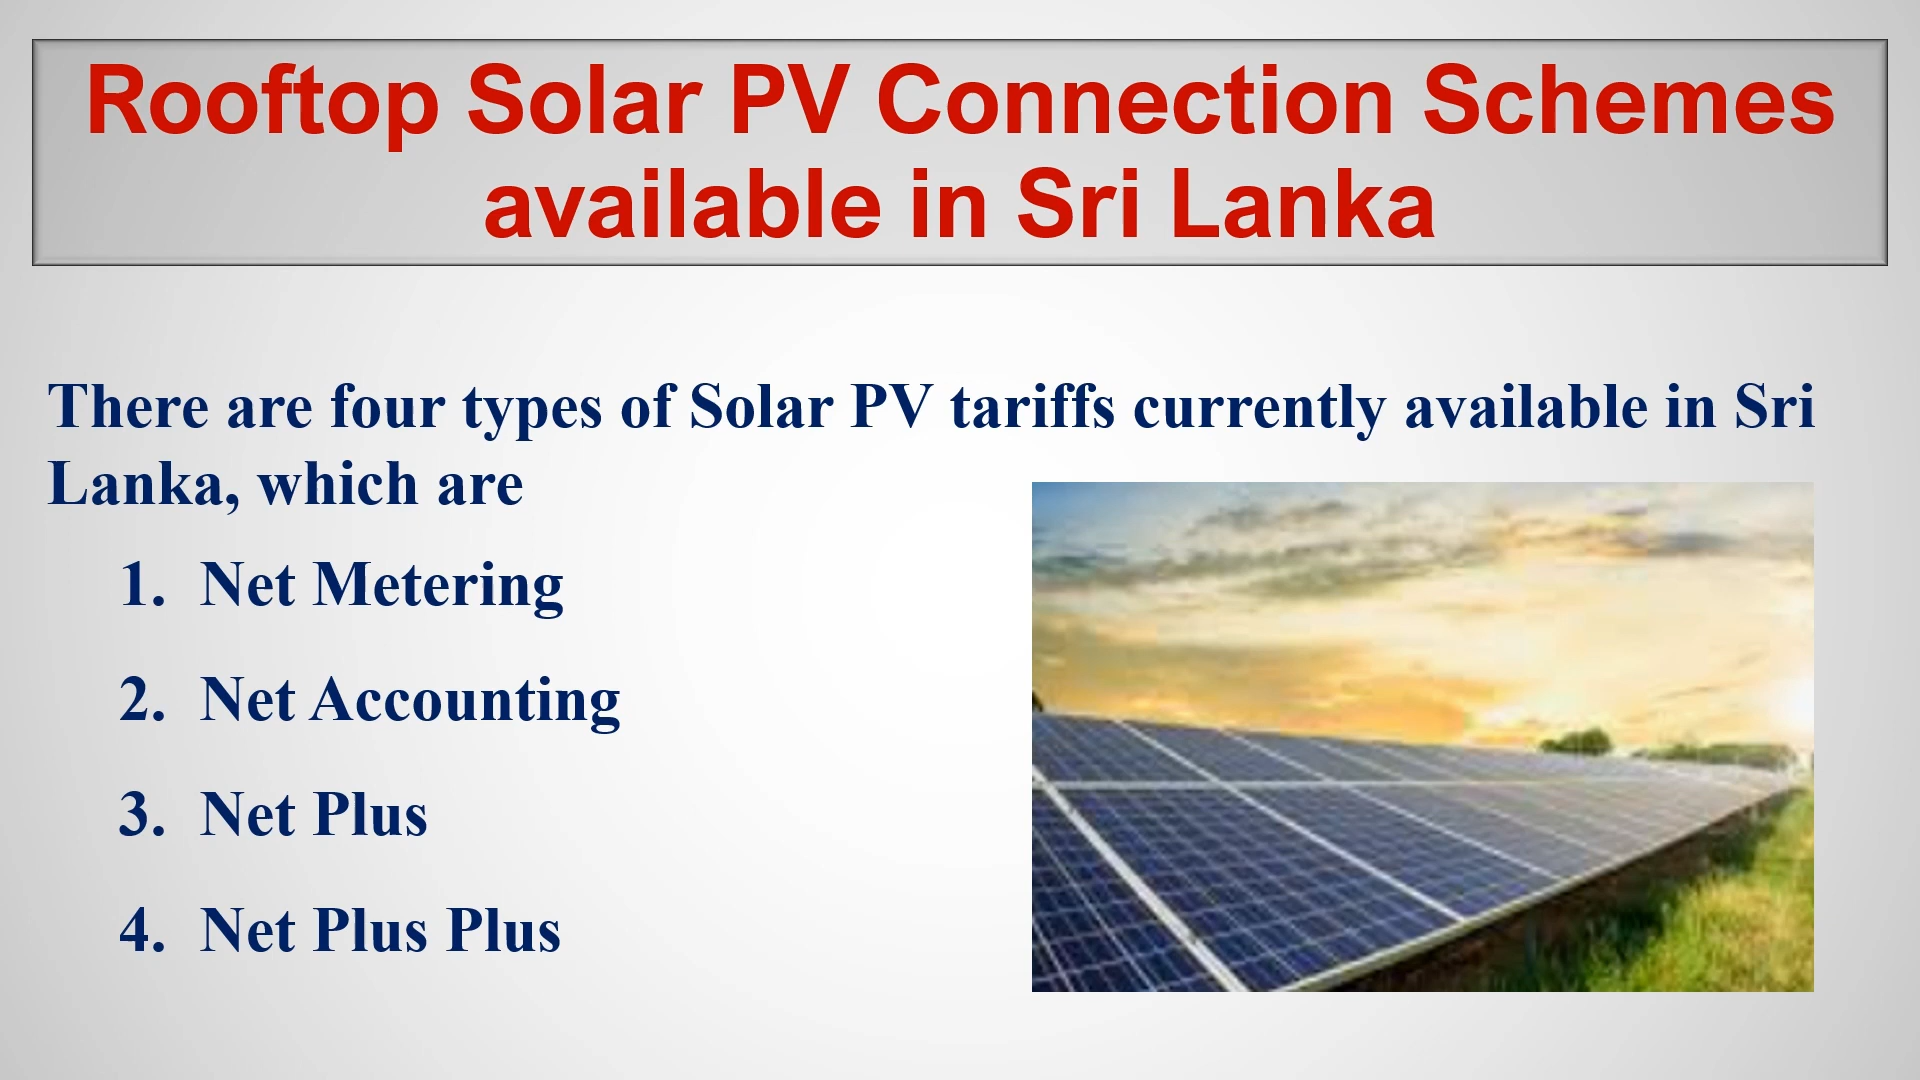 Rooftop Solar PV Connection Schemes
available in Sri Lanka
There are four types of Solar PV tariffs currently available in Sri
Lanka, which are
1. Net Metering
2. Net Accounting
3. Net Plus
4. Net Plus Plus